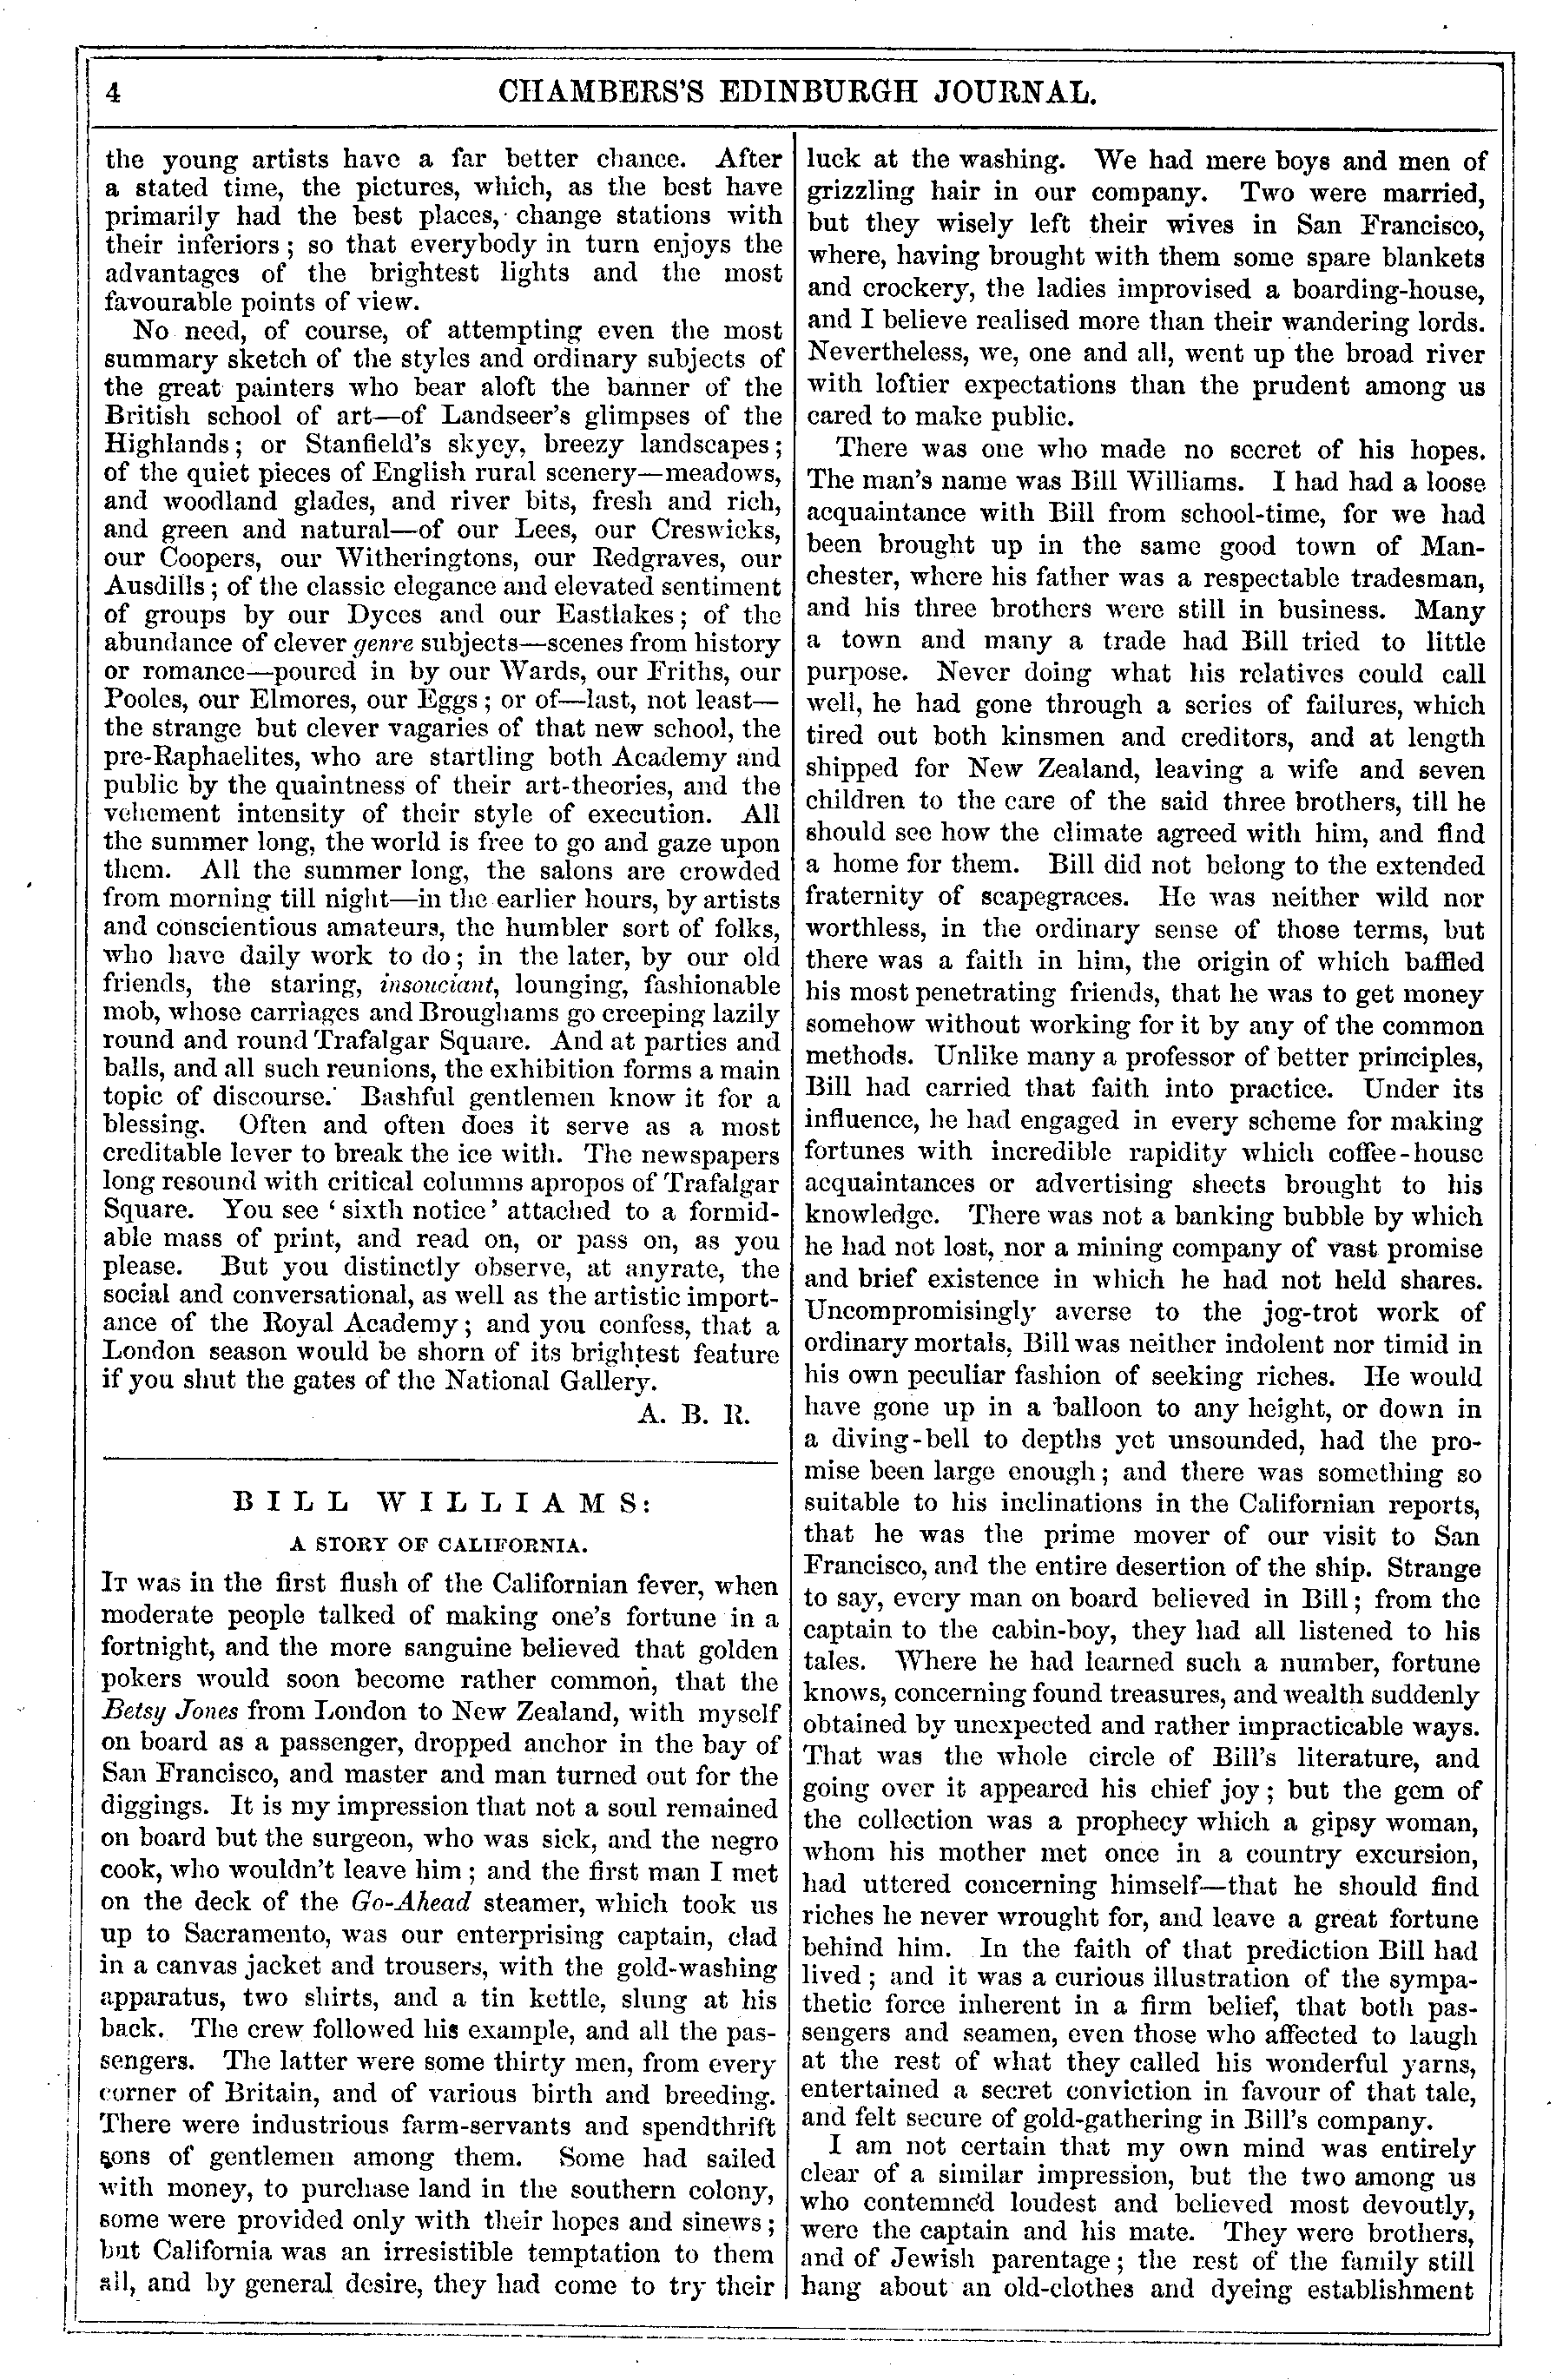 4
CHAMBERS'S EDINBURGH JOURNAL.
the young artists have a far better chance. After
a stated time, the pictures, which, as the best have
primarily had the best places, change stations with
their inferiors; so that everybody in turn enjoys the
advantages of the brightest lights and the most
favourable points of view.
No need, of course, of attempting even the most
summary sketch of the styles and ordinary subjects of
the great painters who bear aloft the banner of the
British school of art—of Landseer's glimpses of the
Highlands; or Stanfield's skyey, breezy landscapes;
of the quiet pieces of English rural scenery—meadows,
and woodland glades, and river bits, fresh and rich,
and green and natural—of our Lees, our Creswicks,
our Coopers, our Witheringtons, our Redgraves, our
Ausdills; of the classic elegance and elevated sentiment
of groups by our Dyces and our Eastlakes; of the
abundance of clever genre subjects—scenes from history
or romance—poured in by our Wards, our Friths, our
Pooles, our Elmores, our Eggs; or of—last, not least—
the strange but clever vagaries of that new school, the
pre-Raphaelites, who are startling both Academy and
public by the quaintness of their art-theories, and the
vehement intensity of their style of execution. All
the summer long, the world is free to go and gaze upon
them. All the summer long, the salons are crowded
from morning till night—in the earlier hours, by artists
and conscientious amateurs, the humbler sort of folks,
who have daily work to do; in the later, by our old
friends, the staring, insouciant, lounging, fashionable
mob, whose carriages and Broughams go creeping lazily
round and round Trafalgar Square. And at parties and
balls, and all such reunions, the exhibition forms a main
topic of discourse. Bashful gentlemen know it for a
blessing. Often and often does it serve as a most
creditable lever to break the ice with. The newspapers
long resound with critical columns apropos of Trafalgar
Square. You see 'sixth notice' attached to a formid-
able mass of print, and read on, or pass on, as you
please. But you distinctly observe, at anyrate, the
social and conversational, as well as the artistic import-
ance of the Royal Academy; and you confess, that a
London season would be shorn of its brightest feature
if you shut the gates of the National Gallery.
A. B. R.
BILL WILLIAMS:
A STORY OF CALIFORNIA.
IT was in the first flush of the Californian fever, when
moderate people talked of making one's fortune in a
fortnight, and the more sanguine believed that golden
pokers would soon become rather common, that the
Betsy Jones from London to New Zealand, with myself
on board as a passenger, dropped anchor in the bay of
San Francisco, and master and man turned out for the
diggings. It is my impression that not a soul remained
on board but the surgeon, who was sick, and the negro
cook, who wouldn't leave him; and the first man I met
on the deck of the Go-Ahead steamer, which took us
up to Sacramento, was our enterprising captain, clad
in a canvas jacket and trousers, with the gold-washing
apparatus, two shirts, and a tin kettle, slung at his
back. The crew followed his example, and all the pas-
sengers. The latter were some thirty men, from every
corner of Britain, and of various birth and breeding.
There were industrious farm-servants and spendthrift
sons of gentlemen among them. Some had sailed
with money, to purchase land in the southern colony,
some were provided only with their hopes and sinews;
but California was an irresistible temptation to them
all, and by general desire, they had come to try their
luck at the washing. We had mere boys and men of
grizzling hair in our company. Two were married,
but they wisely left their wives in San Francisco,
where, having brought with them some spare blankets
and crockery, the ladies improvised a boarding-house,
and I believe realised more than their wandering lords.
Nevertheless, we, one and all, went up the broad river
with loftier expectations than the prudent among us
cared to make public.
There was one who made no secret of his hopes.
The man's name was Bill Williams. I had had a loose
acquaintance with Bill from school-time, for we had
been brought up in the same good town of Man-
chester, where his father was a respectable tradesman,
and his three brothers were still in business. Many
a town and many a trade had Bill tried to little
purpose. Never doing what his relatives could call
well, he had gone through a series of failures, which
tired out both kinsmen and creditors, and at length
shipped for New Zealand, leaving a wife and seven
children to the care of the said three brothers, till he
should see how the climate agreed with him, and find
a home for them. Bill did not belong to the extended
fraternity of scapegraces. He was neither wild nor
worthless, in the ordinary sense of those terms, but
there was a faith in him, the origin of which baffled
his most penetrating friends, that he was to get money
somehow without working for it by any of the common
methods. Unlike many a professor of better principles,
Bill had carried that faith into practice. Under its
influence, he had engaged in every scheme for making
fortunes with incredible rapidity which coffee-house
acquaintances or advertising sheets brought to his
knowledge. There was not a banking bubble by which
he had not lost, nor a mining company of vast promise
and brief existence in which he had not held shares.
Uncompromisingly averse to the jog-trot work of
ordinary mortals, Bill was neither indolent nor timid in
his own peculiar fashion of seeking riches. He would
have gone up in a balloon to any height, or down in
a diving-bell to depths yet unsounded, had the pro-
mise been large enough; and there was something so
suitable to his inclinations in the Californian reports,
that he was the prime mover of our visit to San
Francisco, and the entire desertion of the ship. Strange
to say, every man on board believed in Bill; from the
captain to the cabin-boy, they had all listened to his
tales. Where he had learned such a number, fortune
knows, concerning found treasures, and wealth suddenly
obtained by unexpected and rather impracticable ways.
That was the whole circle of Bill's literature, and
going over it appeared his chief joy; but the gem of
the collection was a prophecy which a gipsy woman,
whom his mother met once in a country excursion,
had uttered concerning himself—that he should find
riches he never wrought for, and leave a great fortune
behind him. In the faith of that prediction Bill had
lived; and it was a curious illustration of the sympa-
thetic force inherent in a firm belief, that both pas-
sengers and seamen, even those who affected to laugh
at the rest of what they called his wonderful yarns,
entertained a secret conviction in favour of that tale,
and felt secure of gold-gathering in Bill's company.
I am not certain that my own mind was entirely
clear of a similar impression, but the two among us
who contemned loudest and believed most devoutly,
were the captain and his mate. They were brothers,
and of Jewish parentage; the rest of the family still
hang about an old-clothes and dyeing establishment